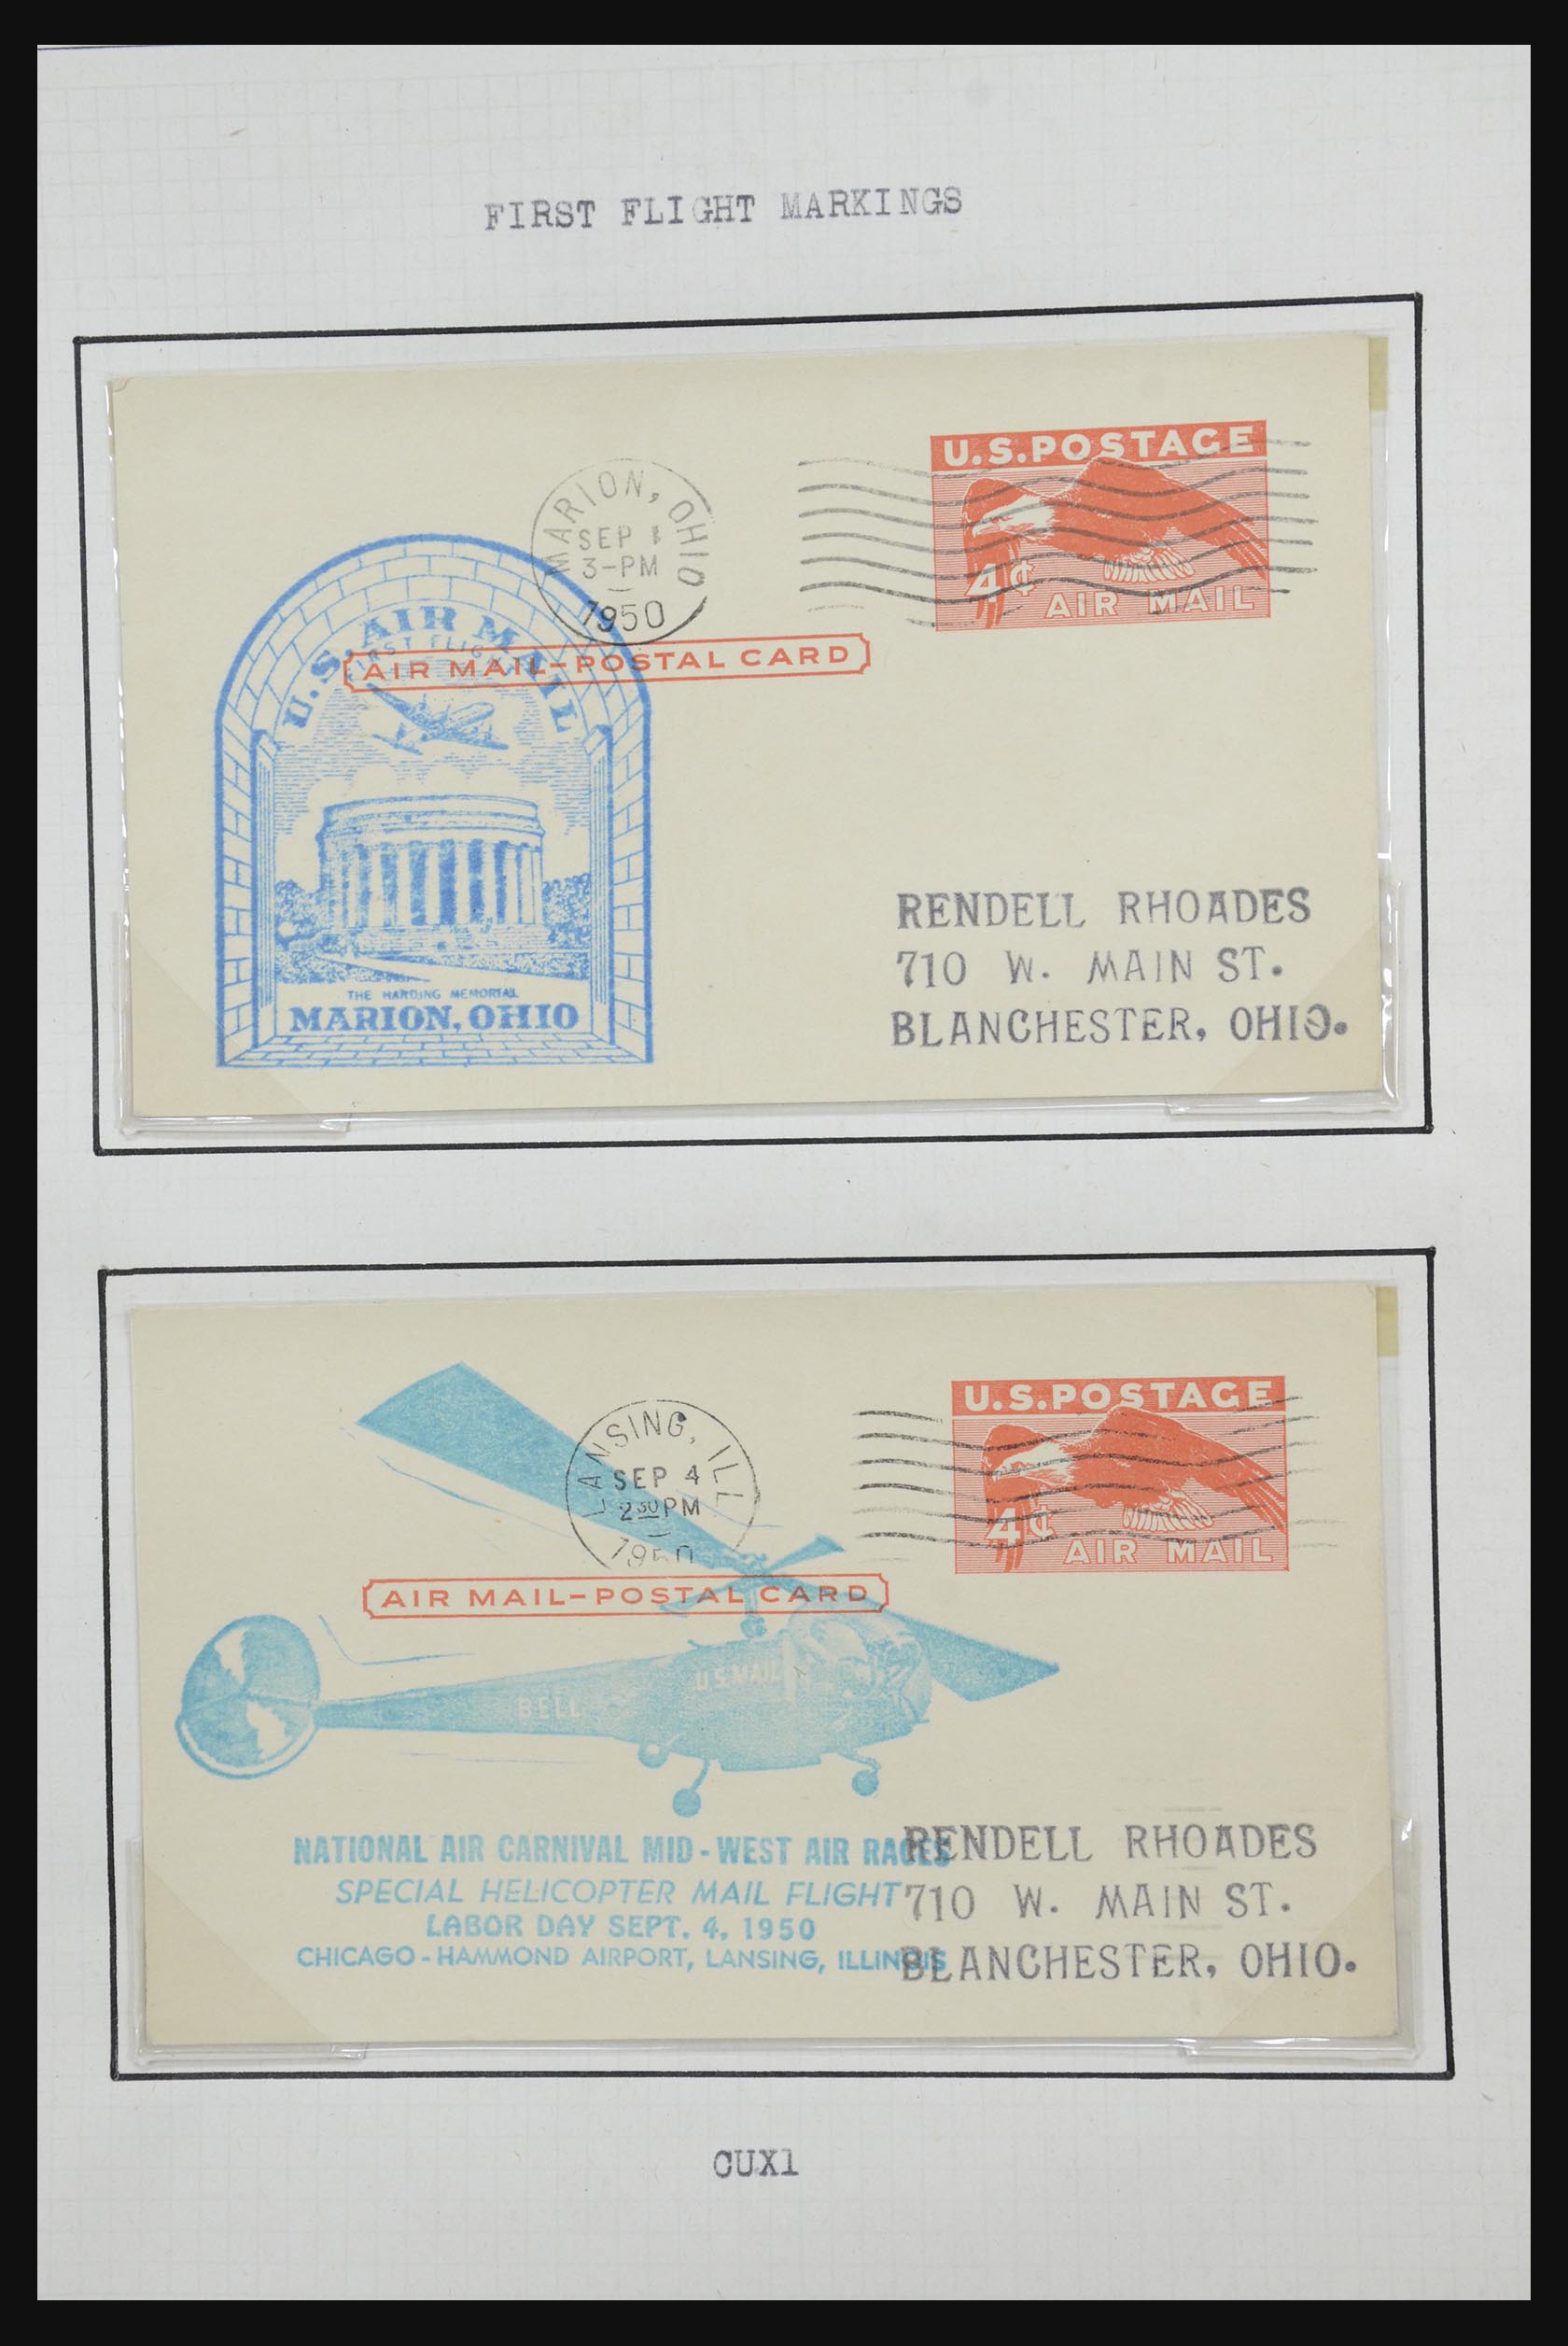 FIRST FLIGHT MARKINGS
U.S. POSTAGE
MARION, OHIO
SEP 1
3-PM
1950
4¢
AIR MAIL
U.S. AIR MAIL
FIRST FLIGHT
AIR MAIL-POSTAL CARD
RENDELL RHOADES
710 W. MAIN ST.
BLANCHESTER, OHIO.
THE HARDING MEMORIAL
MARION, OHIO
U.S. POSTAGE
LANSING, ILL
SEP 4
2 30 PM
1950
4¢
AIR MAIL
AIR MAIL-POSTAL CARD
U.S. MAIL
BELL
NATIONAL AIR CARNIVAL MID-WEST AIR RACES
RENDELL RHOADES
SPECIAL HELICOPTER MAIL FLIGHT
710 W. MAIN ST.
LABOR DAY SEPT. 4, 1950
CHICAGO-HAMMOND AIRPORT, LANSING, ILLINOIS
BLANCHESTER, OHIO.
CUX1